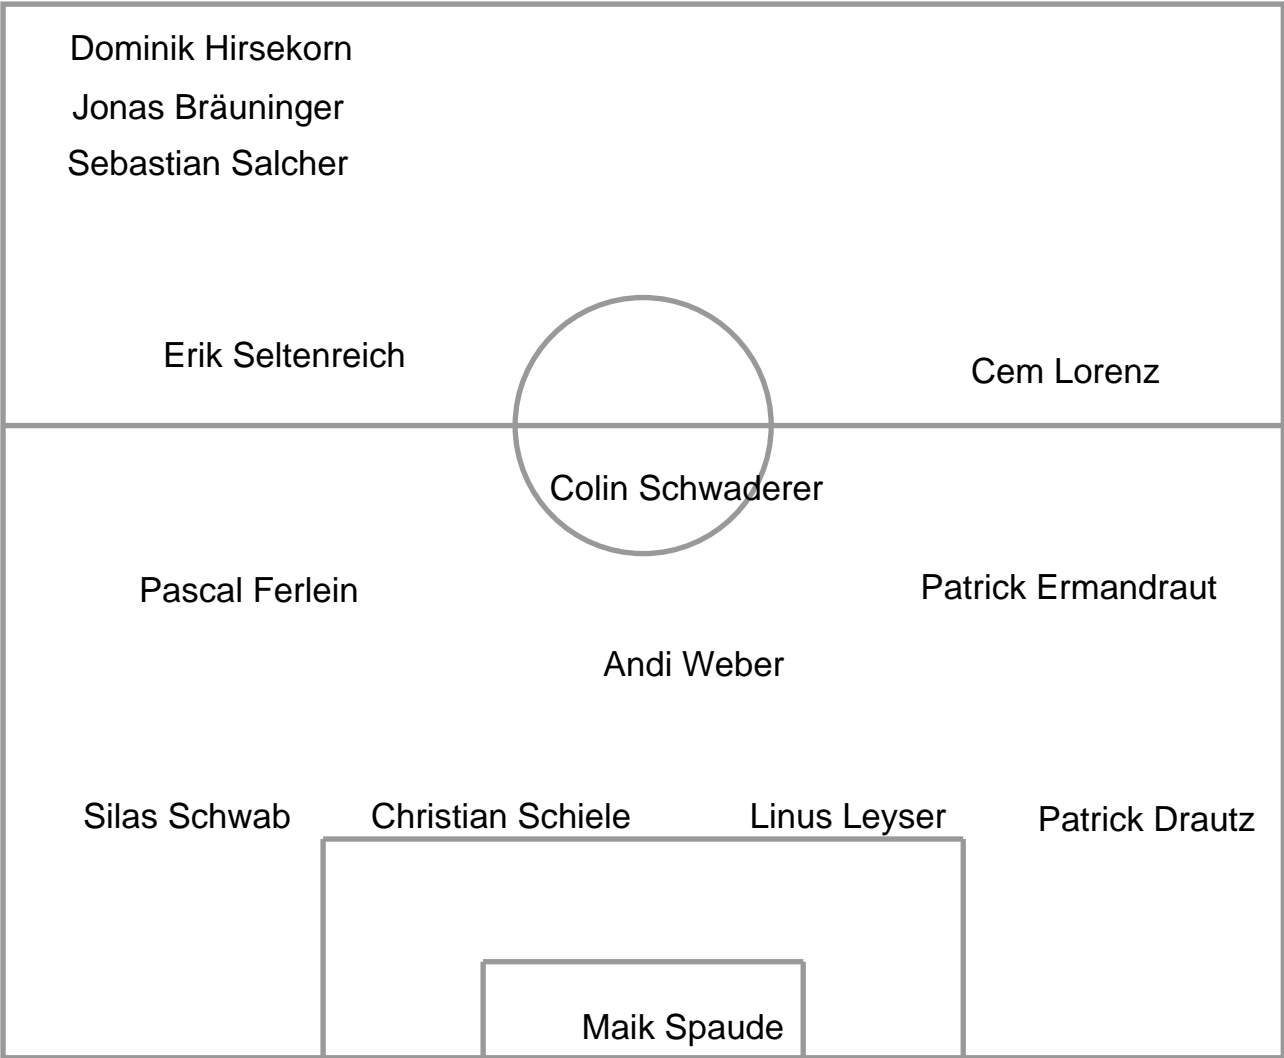 Dominik Hirsekorn
Jonas Bräuninger
Sebastian Salcher
Erik Seltenreich
Cem Lorenz
Colin Schwaderer
Pascal Ferlein
Patrick Ermandraut
Andi Weber
Silas Schwab
Christian Schiele
Linus Leyser
Patrick Drautz
Maik Spaude